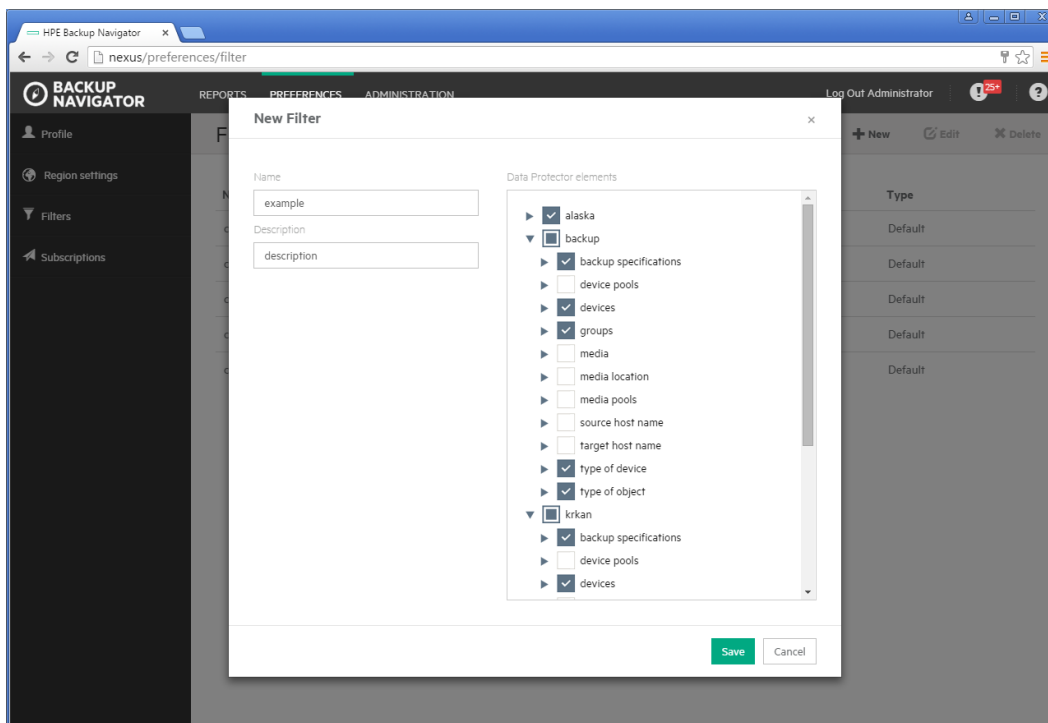 HPE Backup Navigator
nexus/preferences/filter
BACKUP
NAVIGATOR
REPORTS PREFERENCES ADMINISTRATION
Log Out Administrator
25+
?
Profile
Region settings
Filters
Subscriptions
New Edit Delete
Type
Default
Default
Default
Default
Default
New Filter
Name
example
Description
description
Data Protector elements
alaska
backup
backup specifications
device pools
devices
groups
media
media location
media pools
source host name
target host name
type of device
type of object
krkan
backup specifications
device pools
devices
Save Cancel